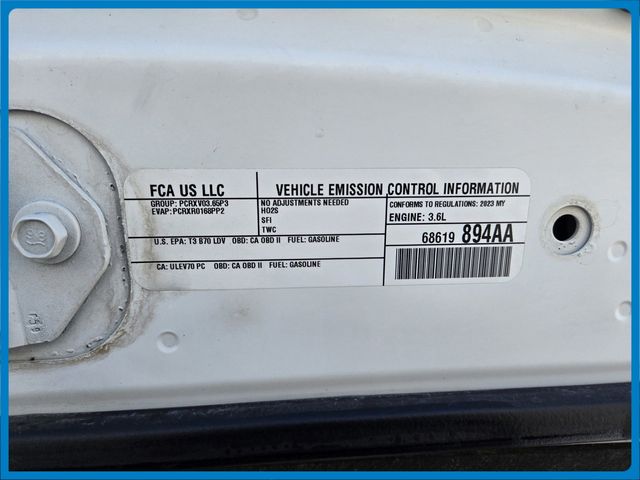 FCA US LLC
VEHICLE EMISSION CONTROL INFORMATION
GROUP: PCRXV03.65P3
EVAP: PCRXR0168PP2
NO ADJUSTMENTS NEEDED
HO2S
SFI
TWC
CONFORMS TO REGULATIONS: 2023 MY
ENGINE: 3.6L
68619 894AA
U.S. EPA: T3 B70 LDV OBD: CA OBD II FUEL: GASOLINE
CA: ULEV70 PC OBD: CA OBD II FUEL: GASOLINE